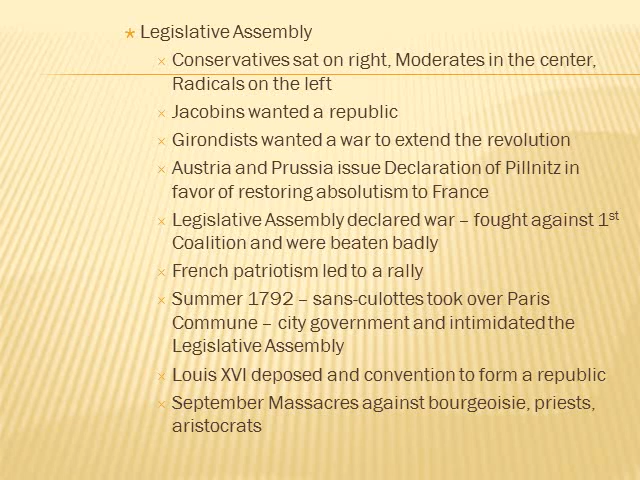 Legislative Assembly
Conservatives sat on right, Moderates in the center,
Radicals on the left
Jacobins wanted a republic
Girondists wanted a war to extend the revolution
Austria and Prussia issue Declaration of Pillnitz in
favor of restoring absolutism to France
Legislative Assembly declared war – fought against 1st
Coalition and were beaten badly
French patriotism led to a rally
Summer 1792 – sans-culottes took over Paris
Commune – city government and intimidated the
Legislative Assembly
Louis XVI deposed and convention to form a republic
September Massacres against bourgeoisie, priests,
aristocrats